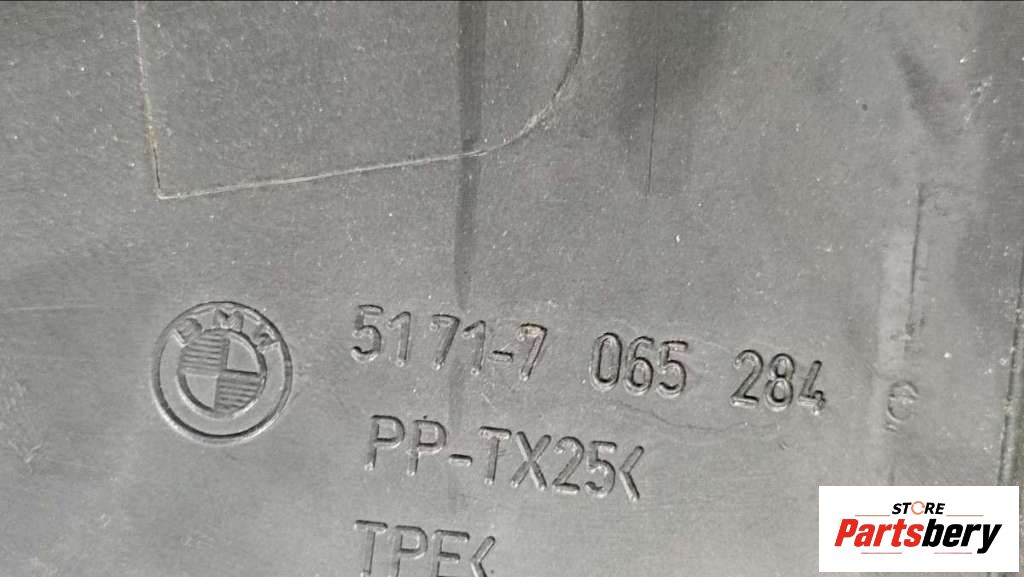 BMW
5171-7 065 284
PP-TX25<
TPE<
STORE
Partsbery